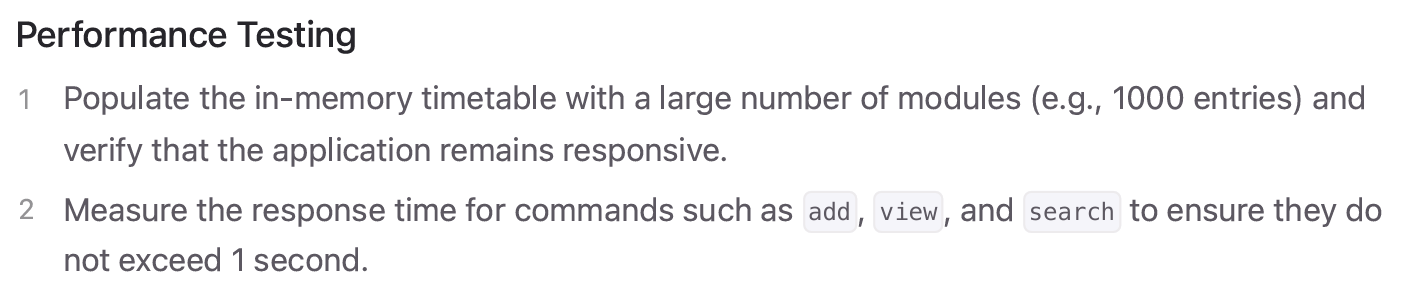 Performance Testing
1 Populate the in-memory timetable with a large number of modules (e.g., 1000 entries) and
verify that the application remains responsive.
2 Measure the response time for commands such as add, view, and search to ensure they do
not exceed 1 second.